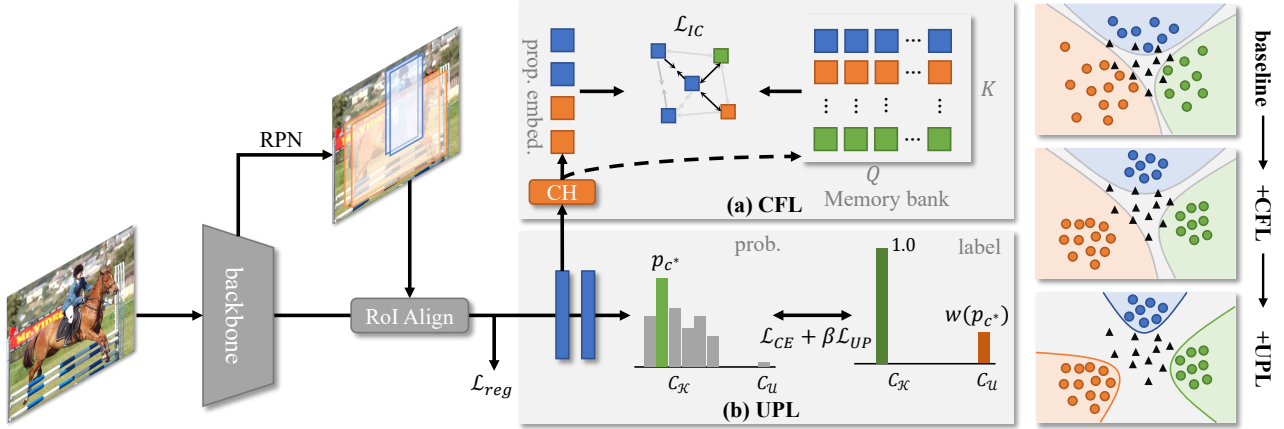 RPN
backbone
RoI Align
ℒ_reg
prop. embed.
ℒ_IC
K
Q
Memory bank
CH
(a) CFL
prob.
label
p_c*
1.0
w(p_c*)
ℒ_CE + βℒ_UP
C_𝒦
C_𝒰
C_𝒦
C_𝒰
(b) UPL
baseline
+CFL
+UPL